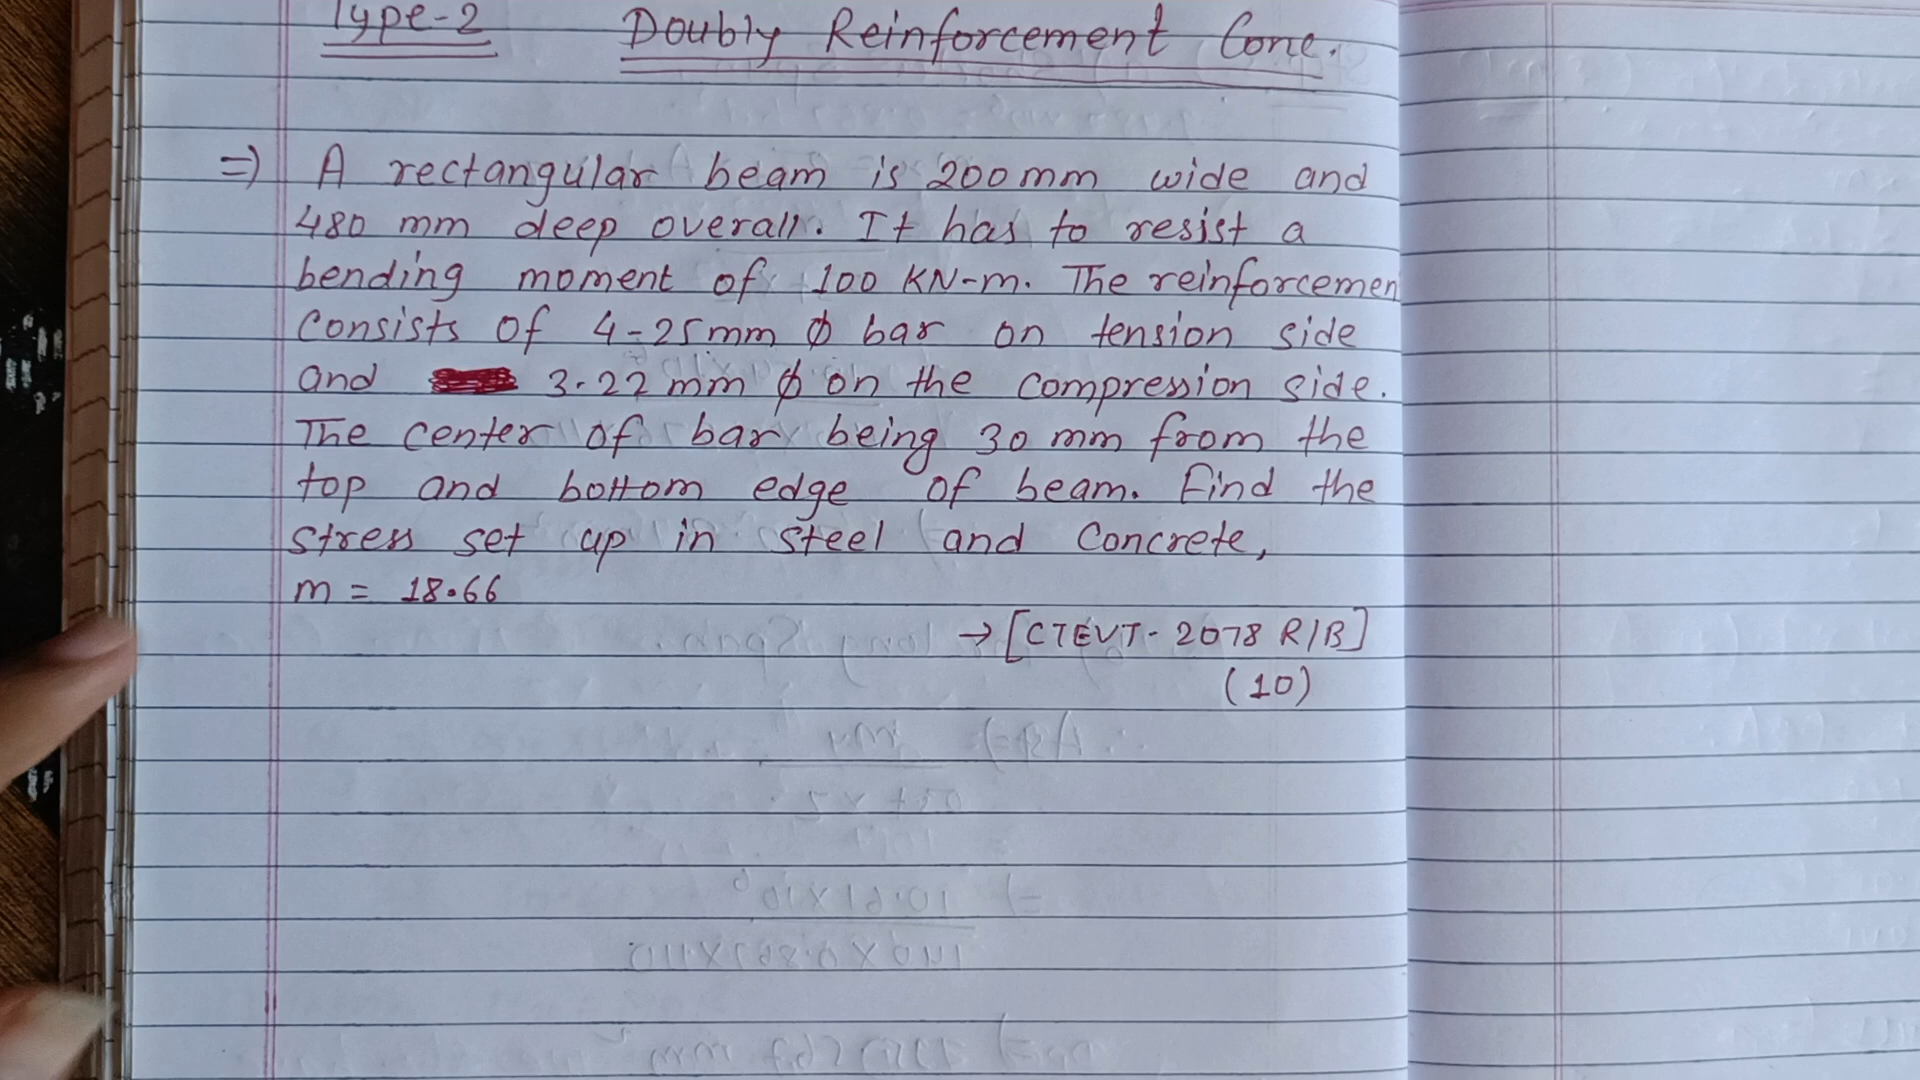 Type-2 Doubly Reinforcement Conc.
=) A rectangular beam is 200mm wide and
480 mm deep overall. It has to resist a
bending moment of 100 KN-m. The reinforcemen
Consists of 4-25mm ϕ bar on tension side
and 3-22mm ϕ on the compression side.
The center of bar being 30 mm from the
top and bottom edge of beam. Find the
stress set up in steel and Concrete,
m = 18.66
→ [CTEVT- 2078 R/B]
(10)